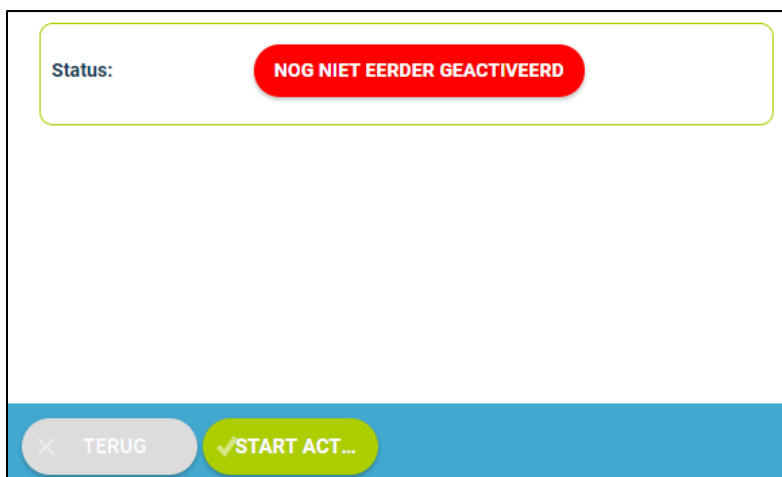 Status:
NOG NIET EERDER GEACTIVEERD
TERUG
START ACT...